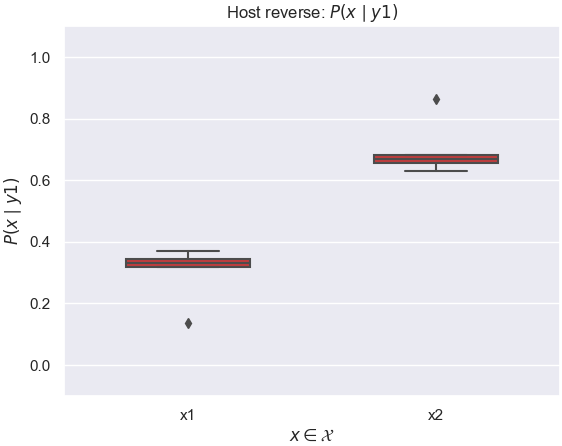 Host reverse: P(x | y1)
P(x | y1)
1.0
0.8
0.6
0.4
0.2
0.0
x1 x2
x ∈ 𝒳